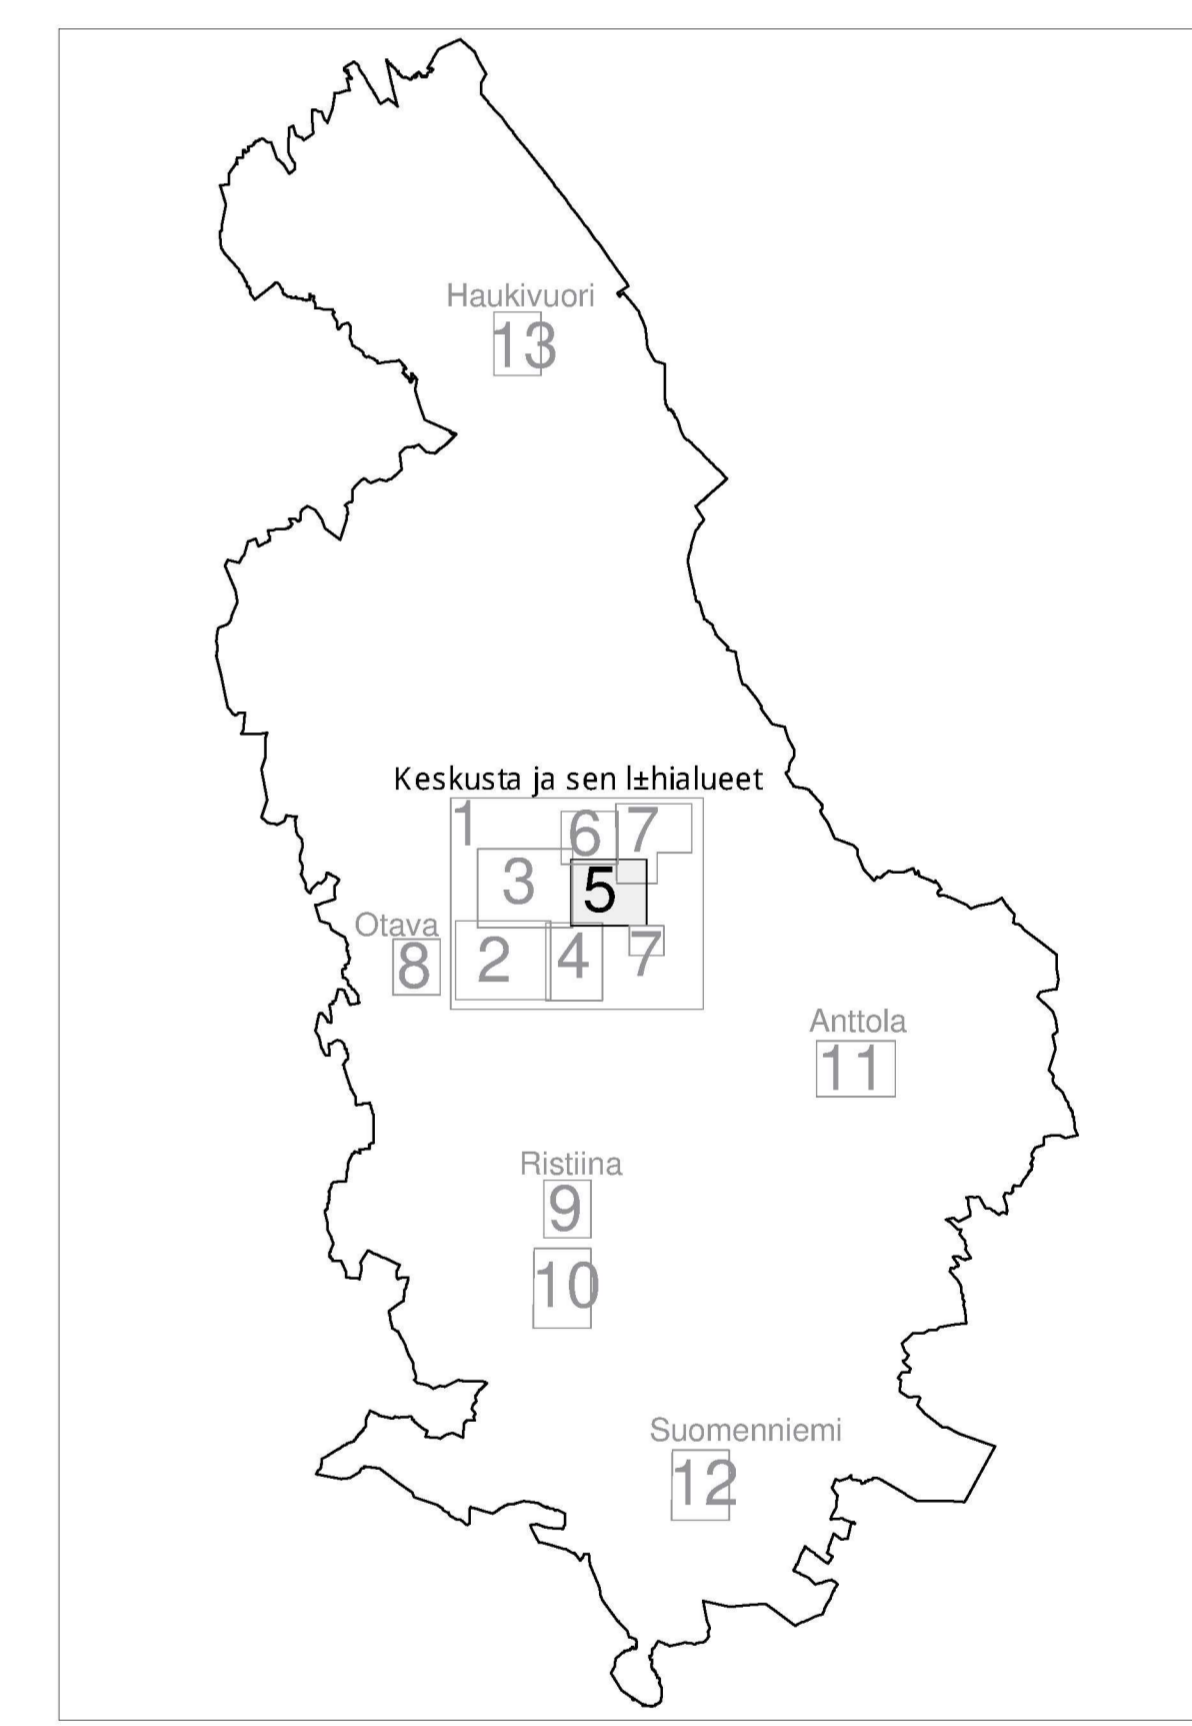 Haukivuori
13
Keskusta ja sen l±hialueet
1
6
7
3
5
Otava
8
2
4
7
Anttola
11
Ristiina
9
10
Suomenniemi
12